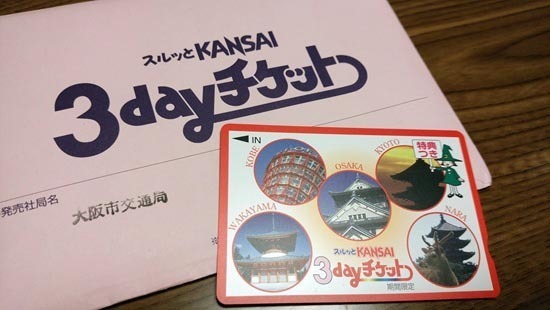 スルッとKANSAI
3dayチケット
発売社局名
大阪市交通局
IN
特典
つき
KOBE
OSAKA
KYOTO
WAKAYAMA
NARA
スルッとKANSAI
3dayチケット
期間限定